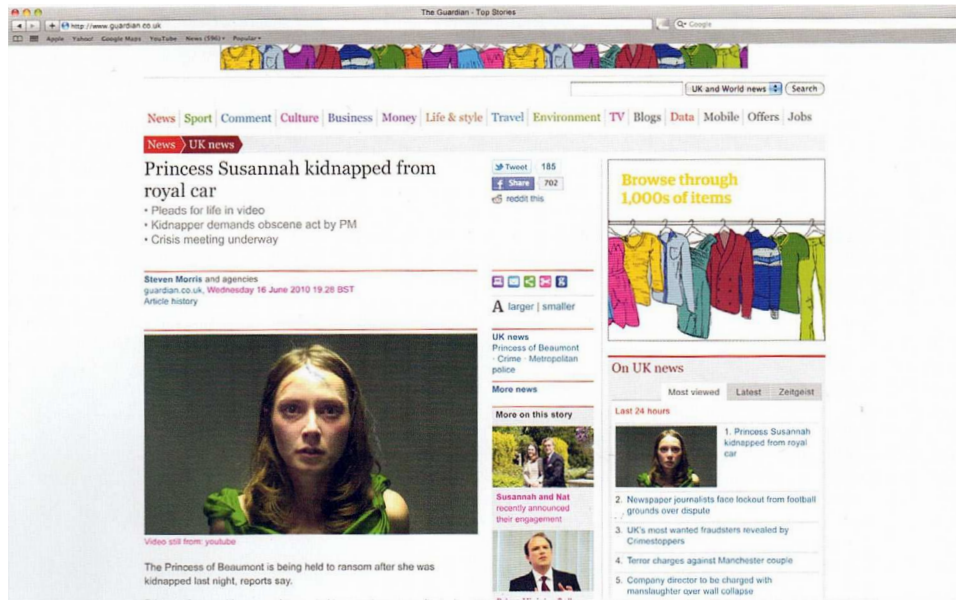 The Guardian - Top Stories
http://www.guardian.co.uk
Google
Apple Yahoo! Google Maps YouTube News (596) Popular
UK and World news Search
News Sport Comment Culture Business Money Life & style Travel Environment TV Blogs Data Mobile Offers Jobs
News UK news
Princess Susannah kidnapped from
royal car
• Pleads for life in video
• Kidnapper demands obscene act by PM
• Crisis meeting underway
Steven Morris and agencies
guardian.co.uk, Wednesday 16 June 2010 19.28 BST
Article history
Video still from: youtube
The Princess of Beaumont is being held to ransom after she was
kidnapped last night, reports say.
Tweet 185
Share 702
reddit this
A larger | smaller
UK news
Princess of Beaumont
· Crime · Metropolitan
police
More news
More on this story
Susannah and Nat
recently announced
their engagement
Browse through
1,000s of items
On UK news
Most viewed Latest Zeitgeist
Last 24 hours
1. Princess Susannah
kidnapped from royal
car
2. Newspaper journalists face lockout from football
grounds over dispute
3. UK's most wanted fraudsters revealed by
Crimestoppers
4. Terror charges against Manchester couple
5. Company director to be charged with
manslaughter over wall collapse